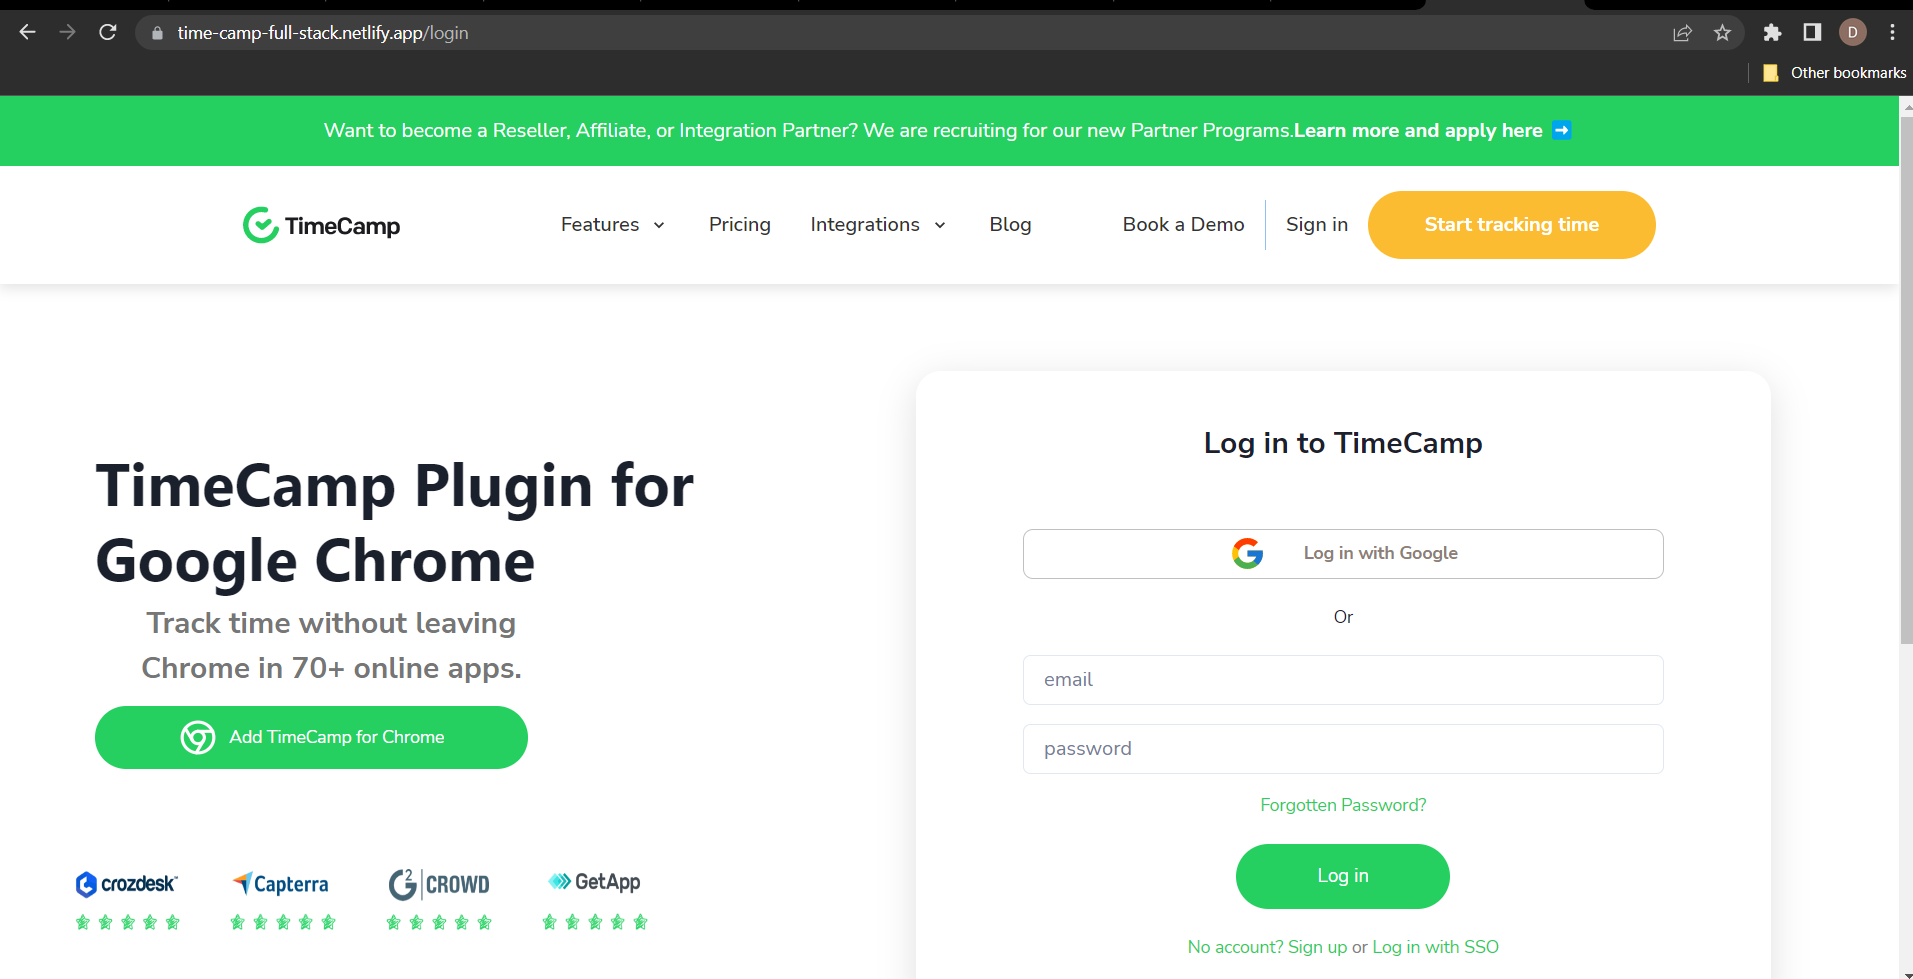 time-camp-full-stack.netlify.app/login
D
Other bookmarks
Want to become a Reseller, Affiliate, or Integration Partner? We are recruiting for our new Partner Programs.Learn more and apply here ➡️
TimeCamp
Features
Pricing
Integrations
Blog
Book a Demo
Sign in
Start tracking time
TimeCamp Plugin for
Google Chrome
Track time without leaving
Chrome in 70+ online apps.
Add TimeCamp for Chrome
crozdesk™
Capterra
G2 | CROWD
GetApp
Log in to TimeCamp
Log in with Google
Or
email
password
Forgotten Password?
Log in
No account? Sign up or Log in with SSO